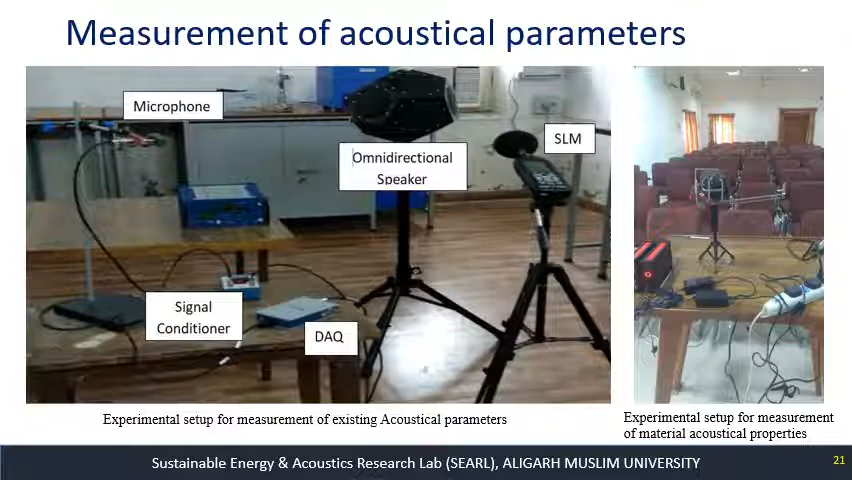 Measurement of acoustical parameters
Microphone
SLM
Omnidirectional
Speaker
Signal
Conditioner
DAQ
Experimental setup for measurement of existing Acoustical parameters
Experimental setup for measurement
of material acoustical properties
Sustainable Energy & Acoustics Research Lab (SEARL), ALIGARH MUSLIM UNIVERSITY
21